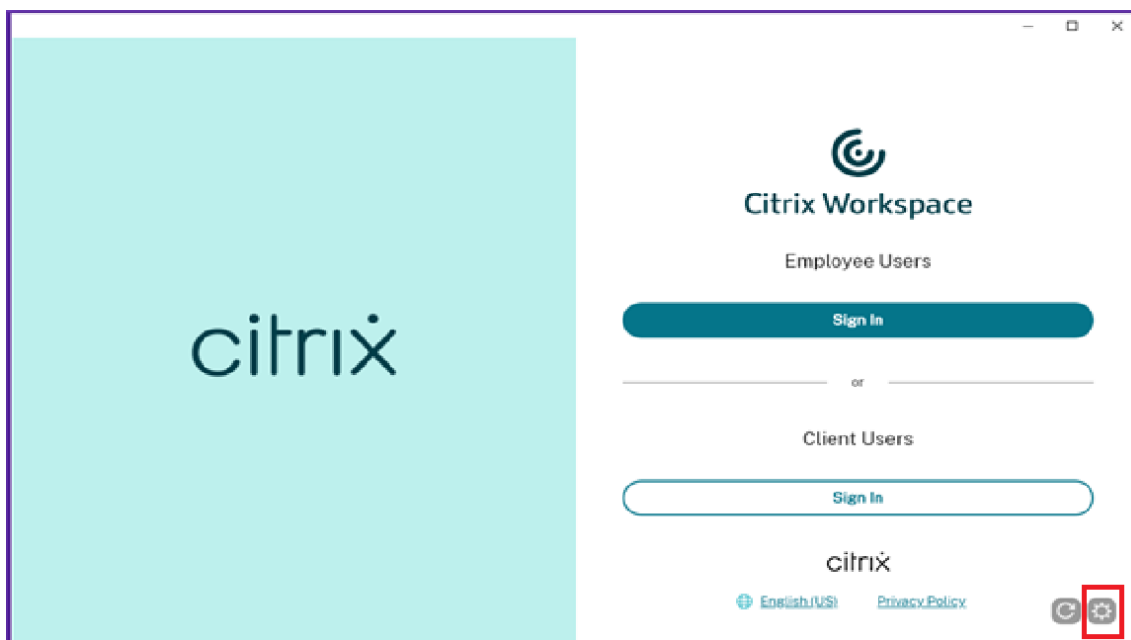 citrix
Citrix Workspace
Employee Users
Sign In
or
Client Users
Sign In
citrix
English (US) Privacy Policy